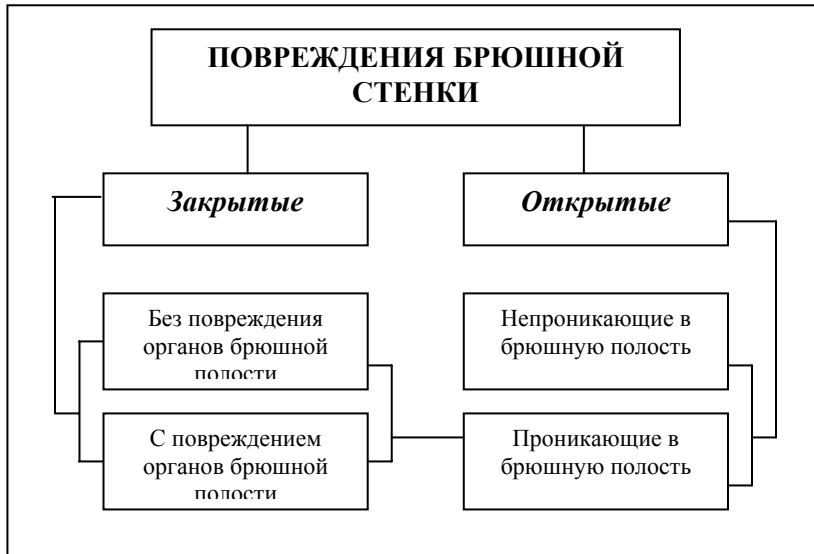 ПОВРЕЖДЕНИЯ БРЮШНОЙ
СТЕНКИ
Закрытые
Открытые
Без повреждения
органов брюшной
полости
Непроникающие в
брюшную полость
С повреждением
органов брюшной
полости
Проникающие в
брюшную полость